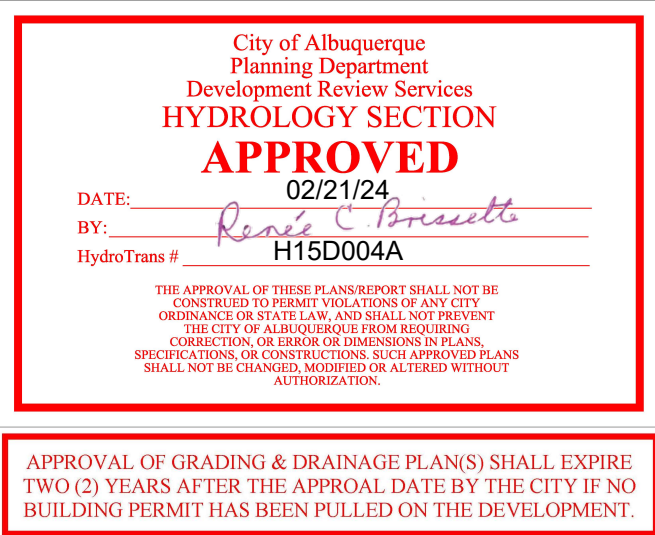 City of Albuquerque
Planning Department
Development Review Services
HYDROLOGY SECTION
APPROVED
DATE: 02/21/24
BY: Renée C. Brissette
HydroTrans # H15D004A
THE APPROVAL OF THESE PLANS/REPORT SHALL NOT BE
CONSTRUED TO PERMIT VIOLATIONS OF ANY CITY
ORDINANCE OR STATE LAW, AND SHALL NOT PREVENT
THE CITY OF ALBUQUERQUE FROM REQUIRING
CORRECTION, OR ERROR OR DIMENSIONS IN PLANS,
SPECIFICATIONS, OR CONSTRUCTIONS. SUCH APPROVED PLANS
SHALL NOT BE CHANGED, MODIFIED OR ALTERED WITHOUT
AUTHORIZATION.
APPROVAL OF GRADING & DRAINAGE PLAN(S) SHALL EXPIRE
TWO (2) YEARS AFTER THE APPROAL DATE BY THE CITY IF NO
BUILDING PERMIT HAS BEEN PULLED ON THE DEVELOPMENT.